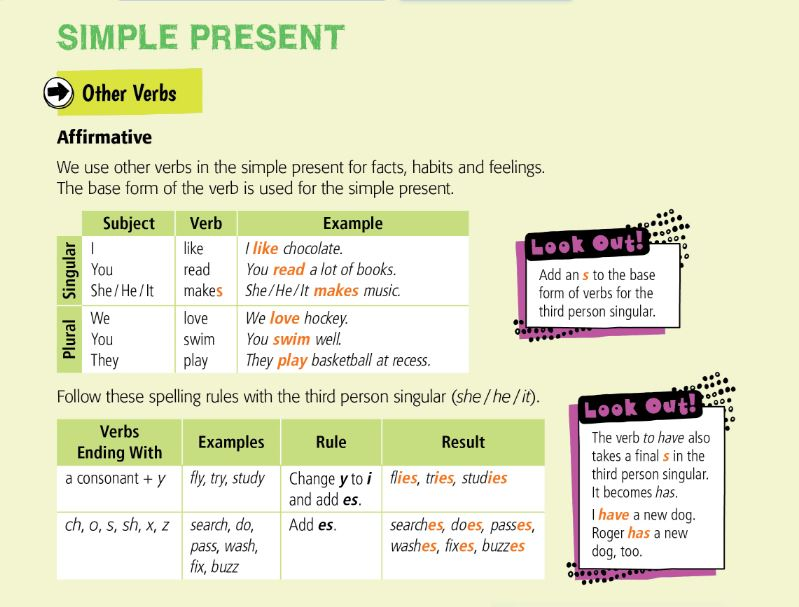 SIMPLE PRESENT
Other Verbs
Affirmative
We use other verbs in the simple present for facts, habits and feelings.
The base form of the verb is used for the simple present.
Subject Verb Example
Singular
I like I like chocolate.
You read You read a lot of books.
She/He/It makes She/He/It makes music.
Plural
We love We love hockey.
You swim You swim well.
They play They play basketball at recess.
Look Out!
Add an s to the base
form of verbs for the
third person singular.
Follow these spelling rules with the third person singular (she/he/it).
Verbs
Ending With Examples Rule Result
a consonant + y fly, try, study Change y to i flies, tries, studies
and add es.
ch, o, s, sh, x, z search, do, Add es. searches, does, passes,
pass, wash, washes, fixes, buzzes
fix, buzz
Look Out!
The verb to have also
takes a final s in the
third person singular.
It becomes has.
I have a new dog.
Roger has a new
dog, too.